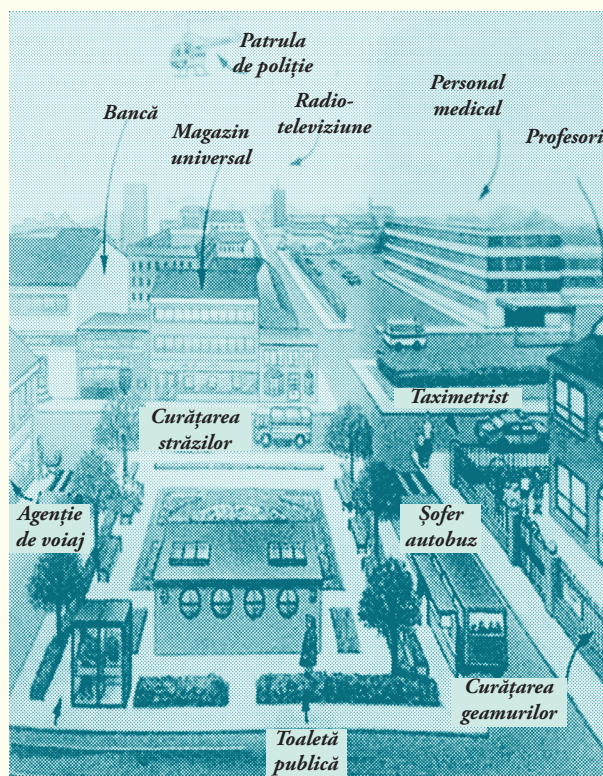 Patrula
de poliție
Bancă
Magazin
universal
Radio-
televiziune
Personal
medical
Profesori
Taximetrist
Curățarea
străzilor
Agenție
de voiaj
Șofer
autobuz
Curățarea
geamurilor
Toaletă
publică